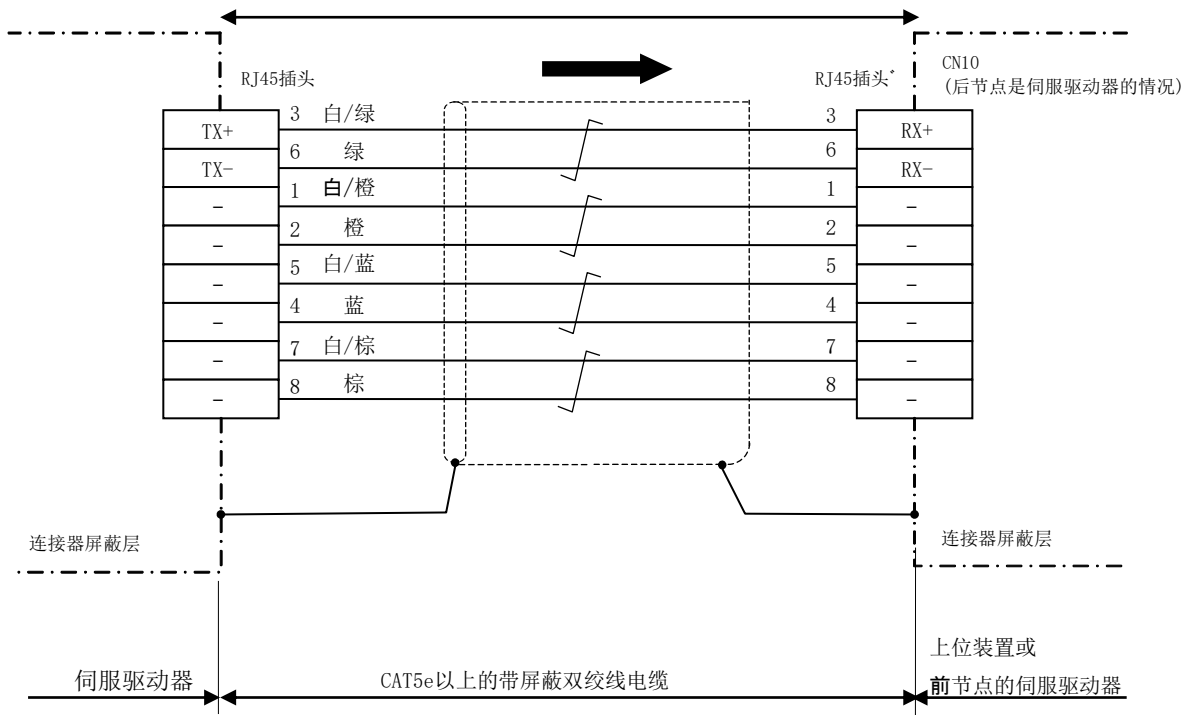 CN10
RJ45插头
RJ45插头*
(后节点是伺服驱动器的情况)
TX+ 3 白/绿 3 RX+
TX- 6 绿 6 RX-
- 1 白/橙 1 -
- 2 橙 2 -
- 5 白/蓝 5 -
- 4 蓝 4 -
- 7 白/棕 7 -
- 8 棕 8 -
连接器屏蔽层
连接器屏蔽层
伺服驱动器
CAT5e以上的带屏蔽双绞线电缆
上位装置或
前节点的伺服驱动器